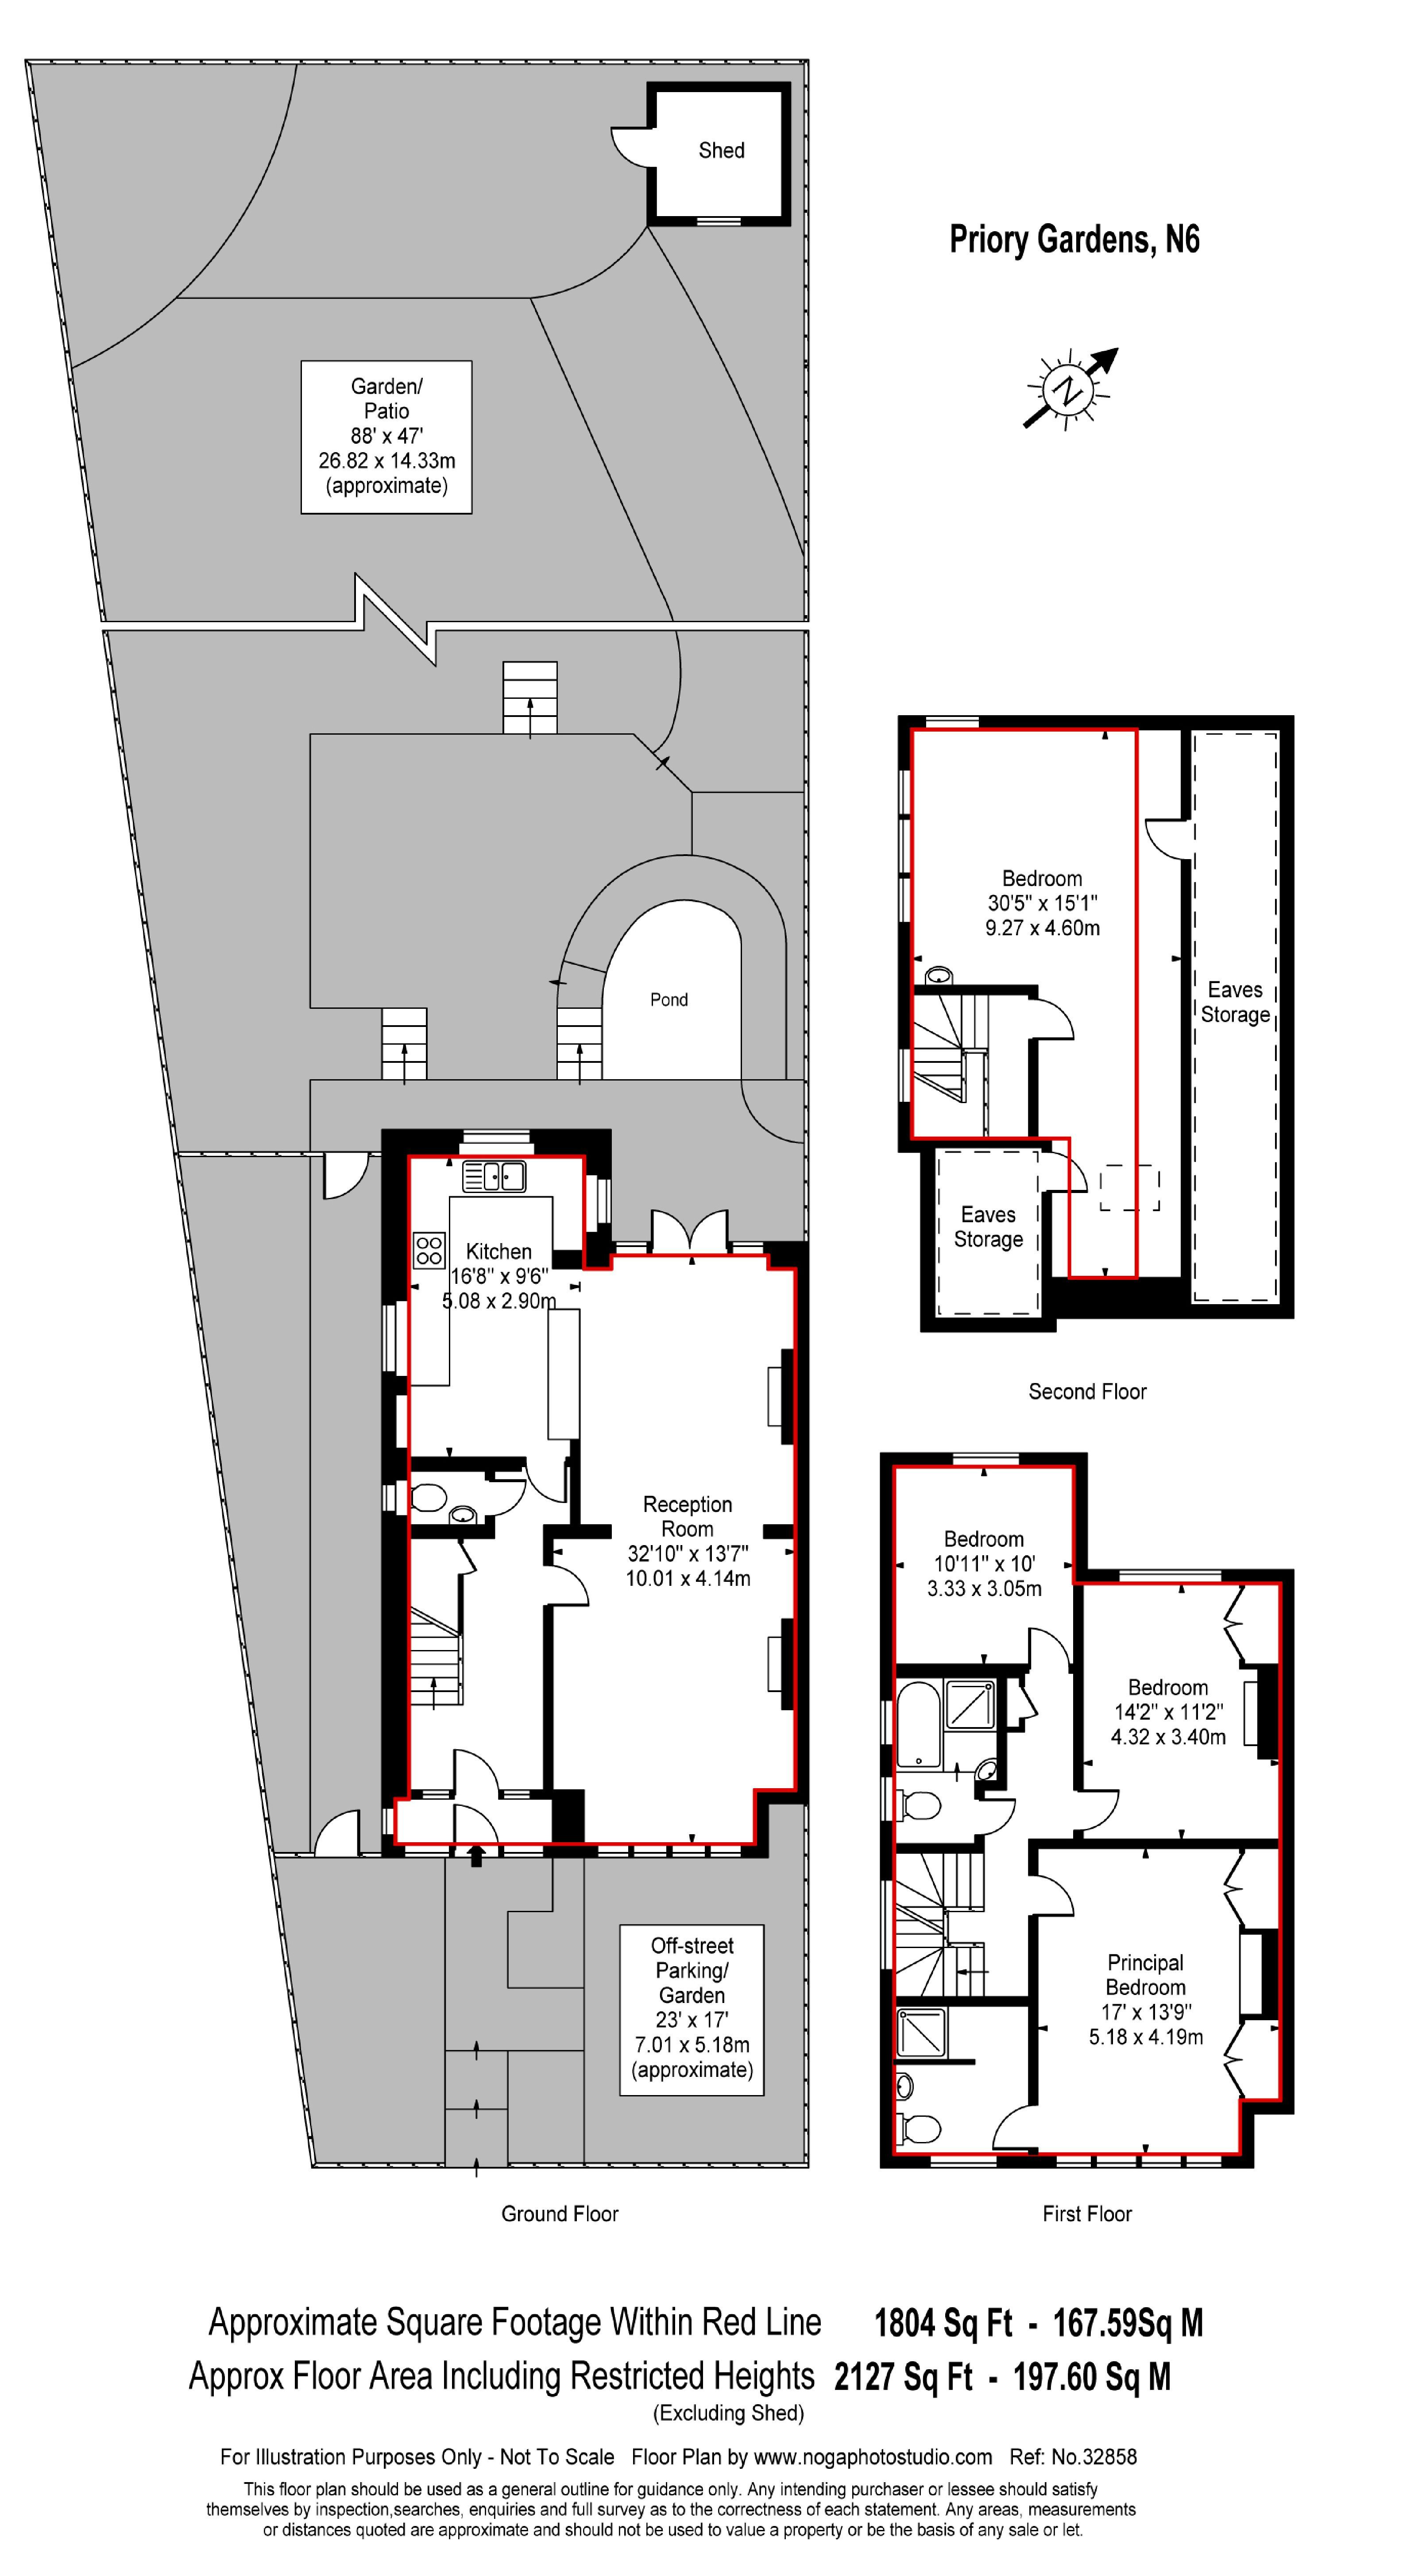 Shed
Priory Gardens, N6
N
Garden/
Patio
88' x 47'
26.82 x 14.33m
(approximate)
Bedroom
30'5" x 15'1"
9.27 x 4.60m
Eaves
Storage
Pond
Eaves
Storage
Kitchen
16'8" x 9'6"
5.08 x 2.90m
Second Floor
Reception
Room
32'10" x 13'7"
10.01 x 4.14m
Bedroom
10'11" x 10'
3.33 x 3.05m
Bedroom
14'2" x 11'2"
4.32 x 3.40m
Off-street
Parking/
Garden
23' x 17'
7.01 x 5.18m
(approximate)
Principal
Bedroom
17' x 13'9"
5.18 x 4.19m
Ground Floor
First Floor
Approximate Square Footage Within Red Line 1804 Sq Ft - 167.59Sq M
Approx Floor Area Including Restricted Heights 2127 Sq Ft - 197.60 Sq M
(Excluding Shed)
For Illustration Purposes Only - Not To Scale Floor Plan by www.nogaphotostudio.com Ref: No.32858
This floor plan should be used as a general outline for guidance only. Any intending purchaser or lessee should satisfy
themselves by inspection,searches, enquiries and full survey as to the correctness of each statement. Any areas, measurements
or distances quoted are approximate and should not be used to value a property or be the basis of any sale or let.